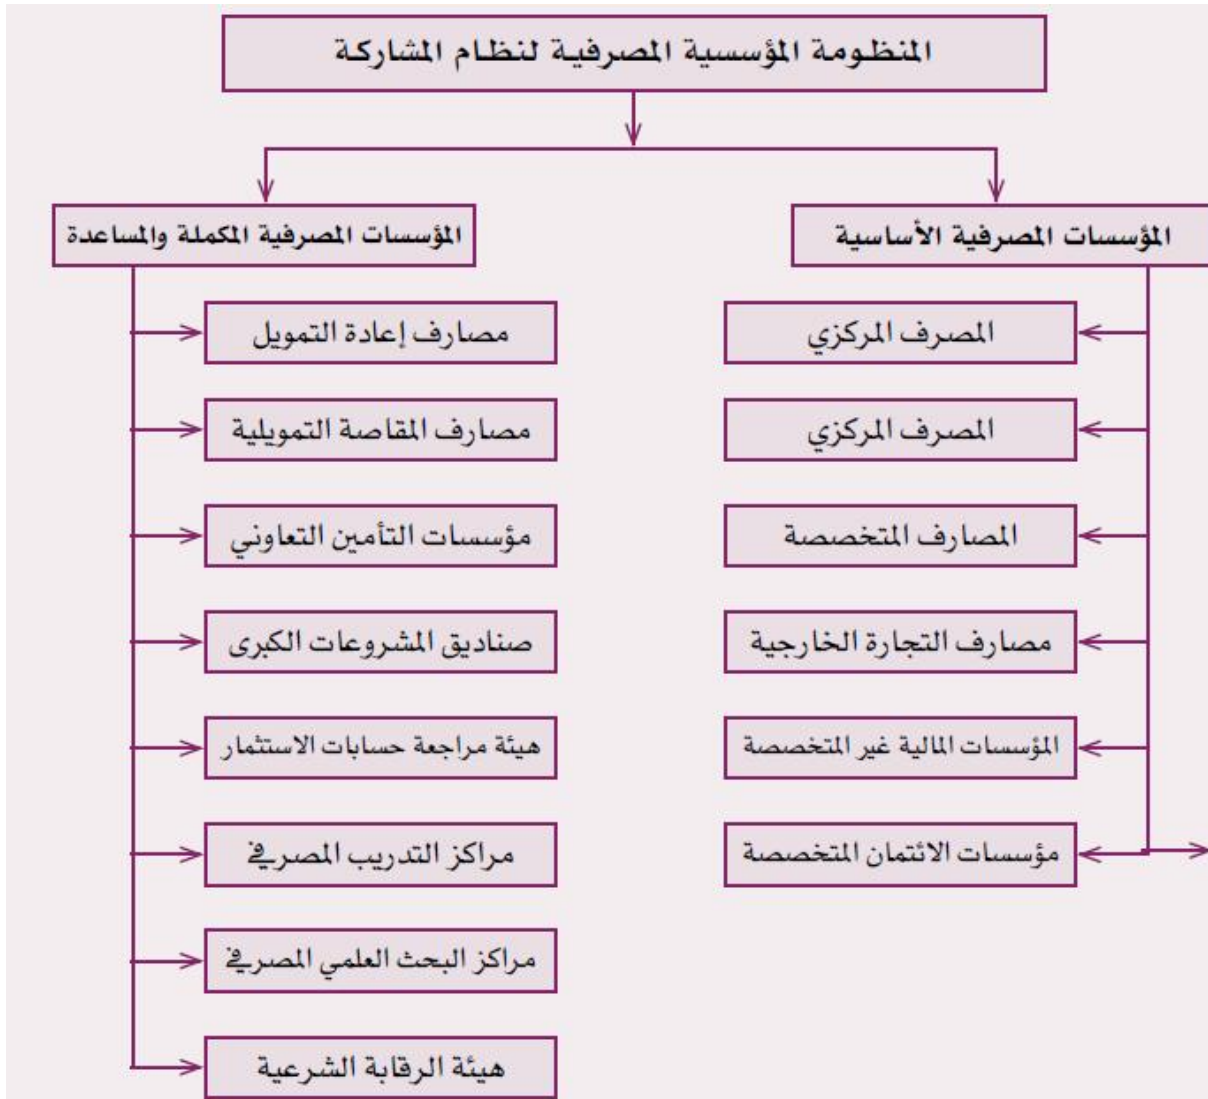 المنظومة المؤسسية المصرفية لنظام المشاركة
المؤسسات المصرفية الأساسية
المصرف المركزي
المصرف المركزي
المصارف المتخصصة
مصارف التجارة الخارجية
المؤسسات المالية غير المتخصصة
مؤسسات الائتمان المتخصصة
المؤسسات المصرفية المكملة والمساعدة
مصارف إعادة التمويل
مصارف المقاصة التمويلية
مؤسسات التأمين التعاوني
صناديق المشروعات الكبرى
هيئة مراجعة حسابات الاستثمار
مراكز التدريب المصرفي
مراكز البحث العلمي المصرفي
هيئة الرقابة الشرعية